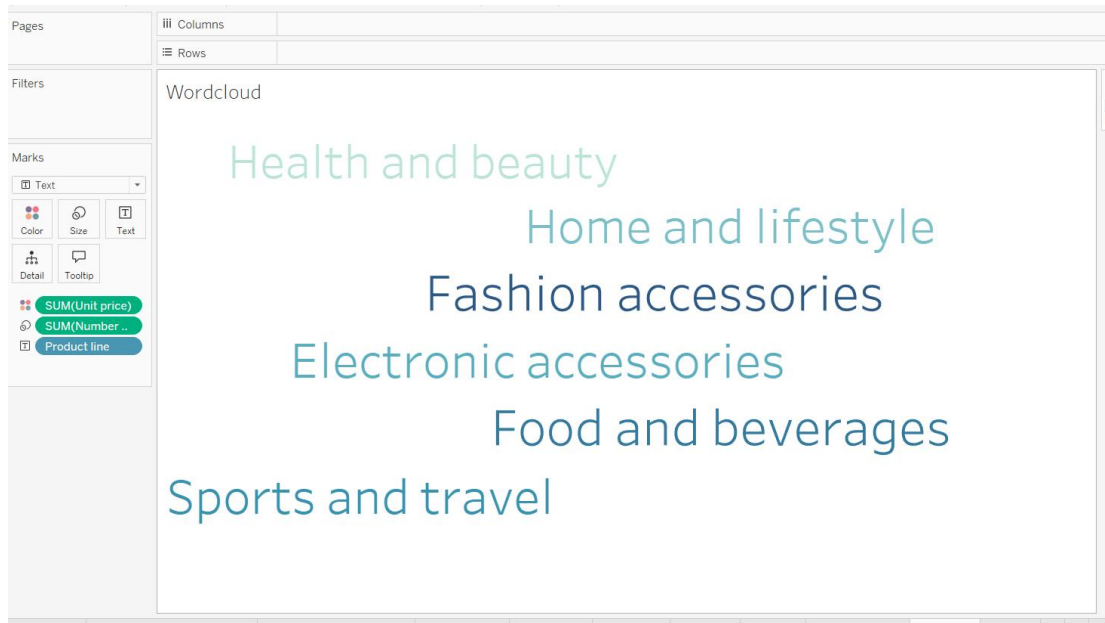 Pages
Columns
Rows
Filters
Marks
Text
Color
Size
Text
Detail
Tooltip
SUM(Unit price)
SUM(Number ..
Product line
Wordcloud
Health and beauty
Home and lifestyle
Fashion accessories
Electronic accessories
Food and beverages
Sports and travel